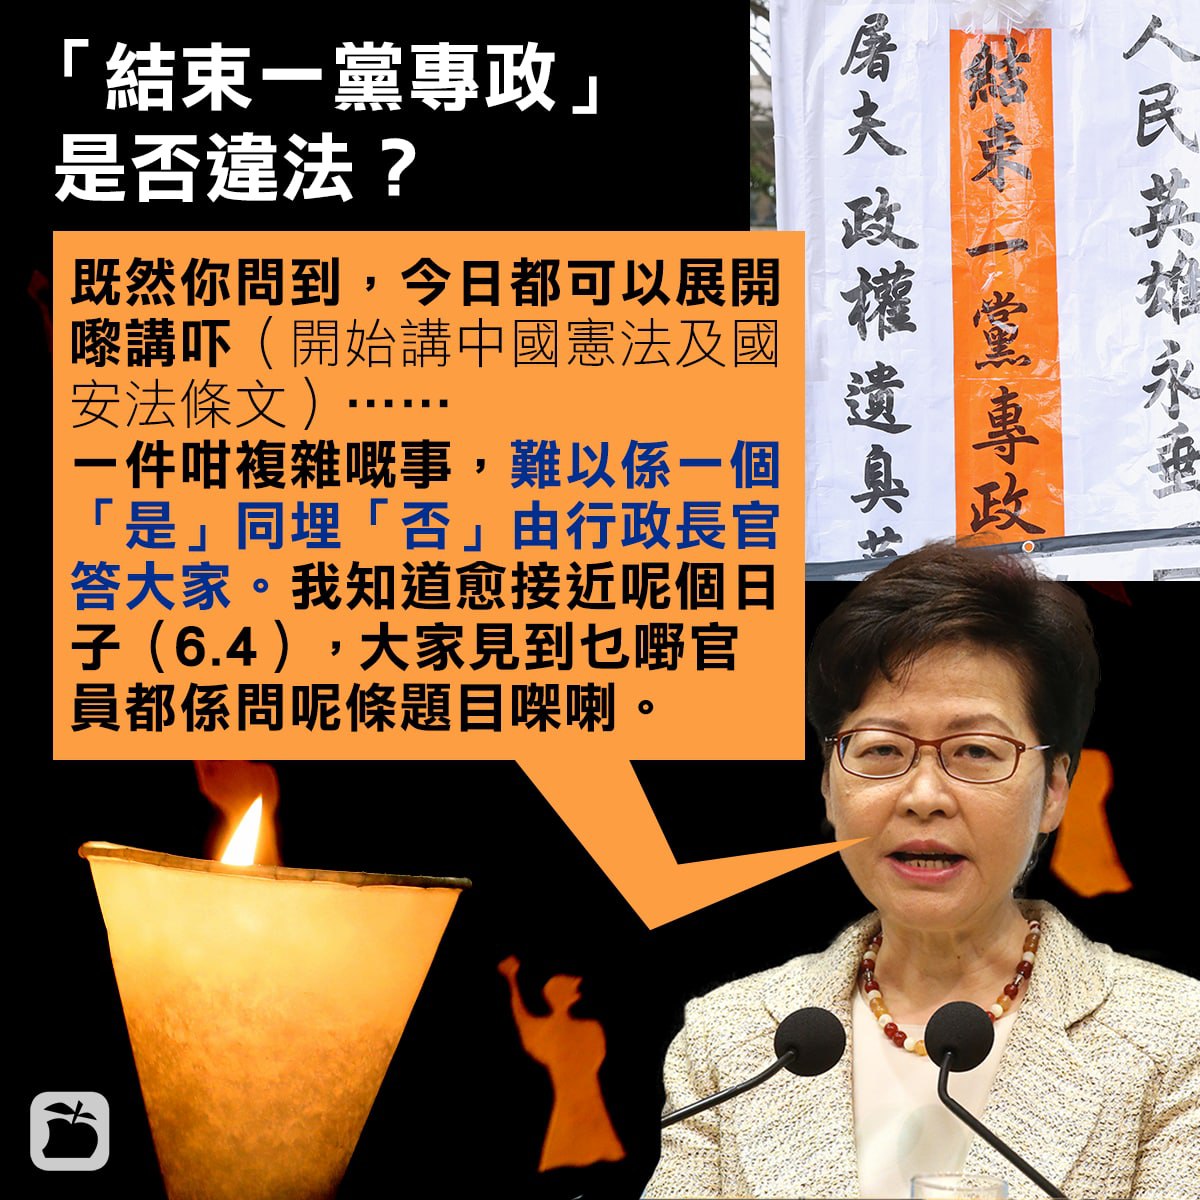 「結束一黨專政」
是否違法？
既然你問到，今日都可以展開
嚟講吓（開始講中國憲法及國
安法條文）⋯⋯
一件咁複雜嘅事，難以係一個
「是」同埋「否」由行政長官
答大家。我知道愈接近呢個日
子（6.4），大家見到乜嘢官
員都係問呢條題目㗎喇。
人民英雄永垂
結束一黨專政
屠夫政權遺臭